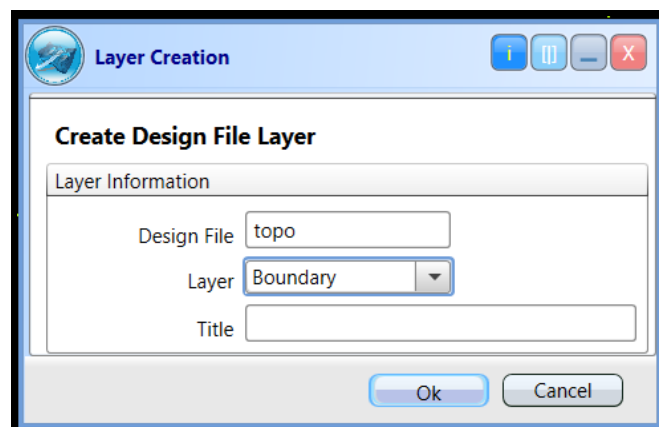 Layer Creation
i [|] X
Create Design File Layer
Layer Information
Design File topo
Layer Boundary
Title
Ok Cancel